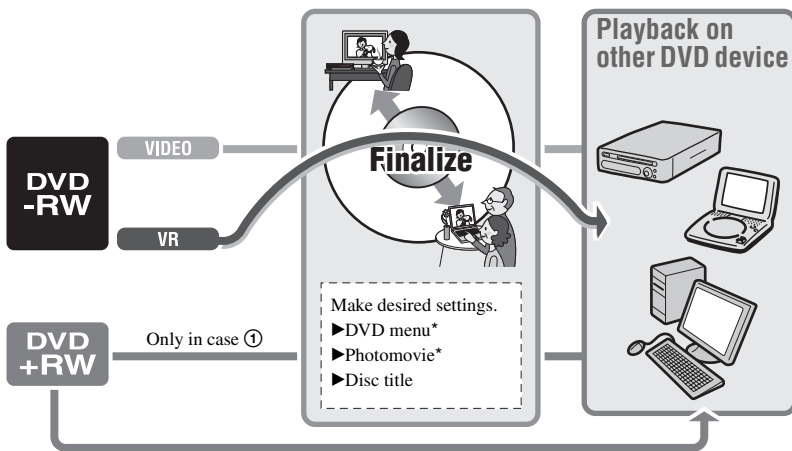 Playback on
other DVD device
VIDEO
Finalize
DVD
-RW
VR
Make desired settings.
►DVD menu*
►Photomovie*
►Disc title
Only in case ①
DVD
+RW